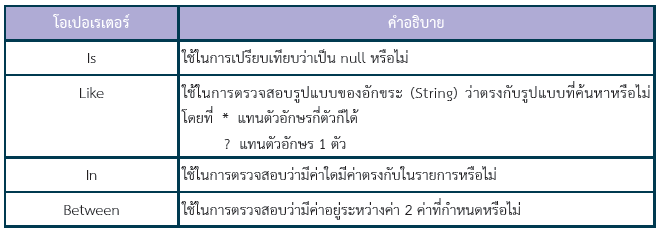 โอเปอเรเตอร์ คำอธิบาย
Is ใช้ในการเปรียบเทียบว่าเป็น null หรือไม่
Like ใช้ในการตรวจสอบรูปแบบของอักขระ (String) ว่าตรงกับรูปแบบที่ค้นหาหรือไม่
โดยที่ * แทนตัวอักษรกี่ตัวก็ได้
? แทนตัวอักษร 1 ตัว
In ใช้ในการตรวจสอบว่ามีค่าใดมีค่าตรงกับในรายการหรือไม่
Between ใช้ในการตรวจสอบว่ามีค่าอยู่ระหว่างค่า 2 ค่าที่กำหนดหรือไม่